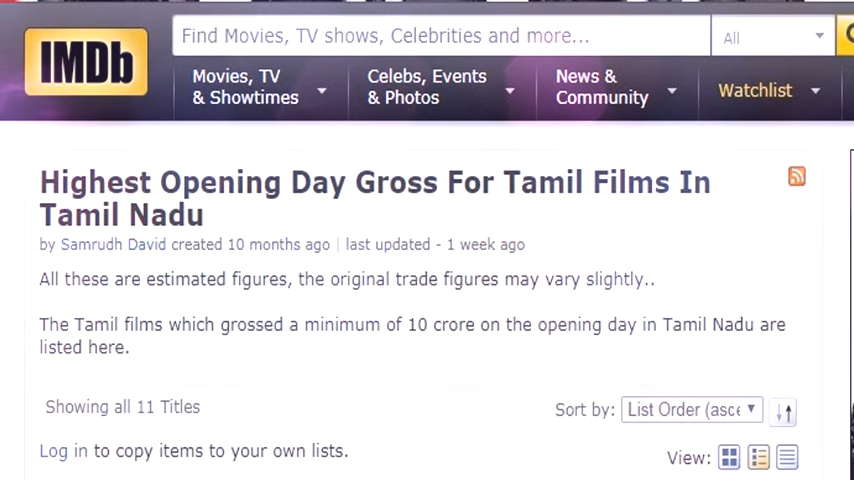 IMDb
Find Movies, TV shows, Celebrities and more...
All
Movies, TV
& Showtimes
Celebs, Events
& Photos
News &
Community
Watchlist
Highest Opening Day Gross For Tamil Films In
Tamil Nadu
by Samrudh David created 10 months ago | last updated - 1 week ago
All these are estimated figures, the original trade figures may vary slightly..
The Tamil films which grossed a minimum of 10 crore on the opening day in Tamil Nadu are
listed here.
Showing all 11 Titles
Sort by: List Order (asce
Log in to copy items to your own lists.
View: